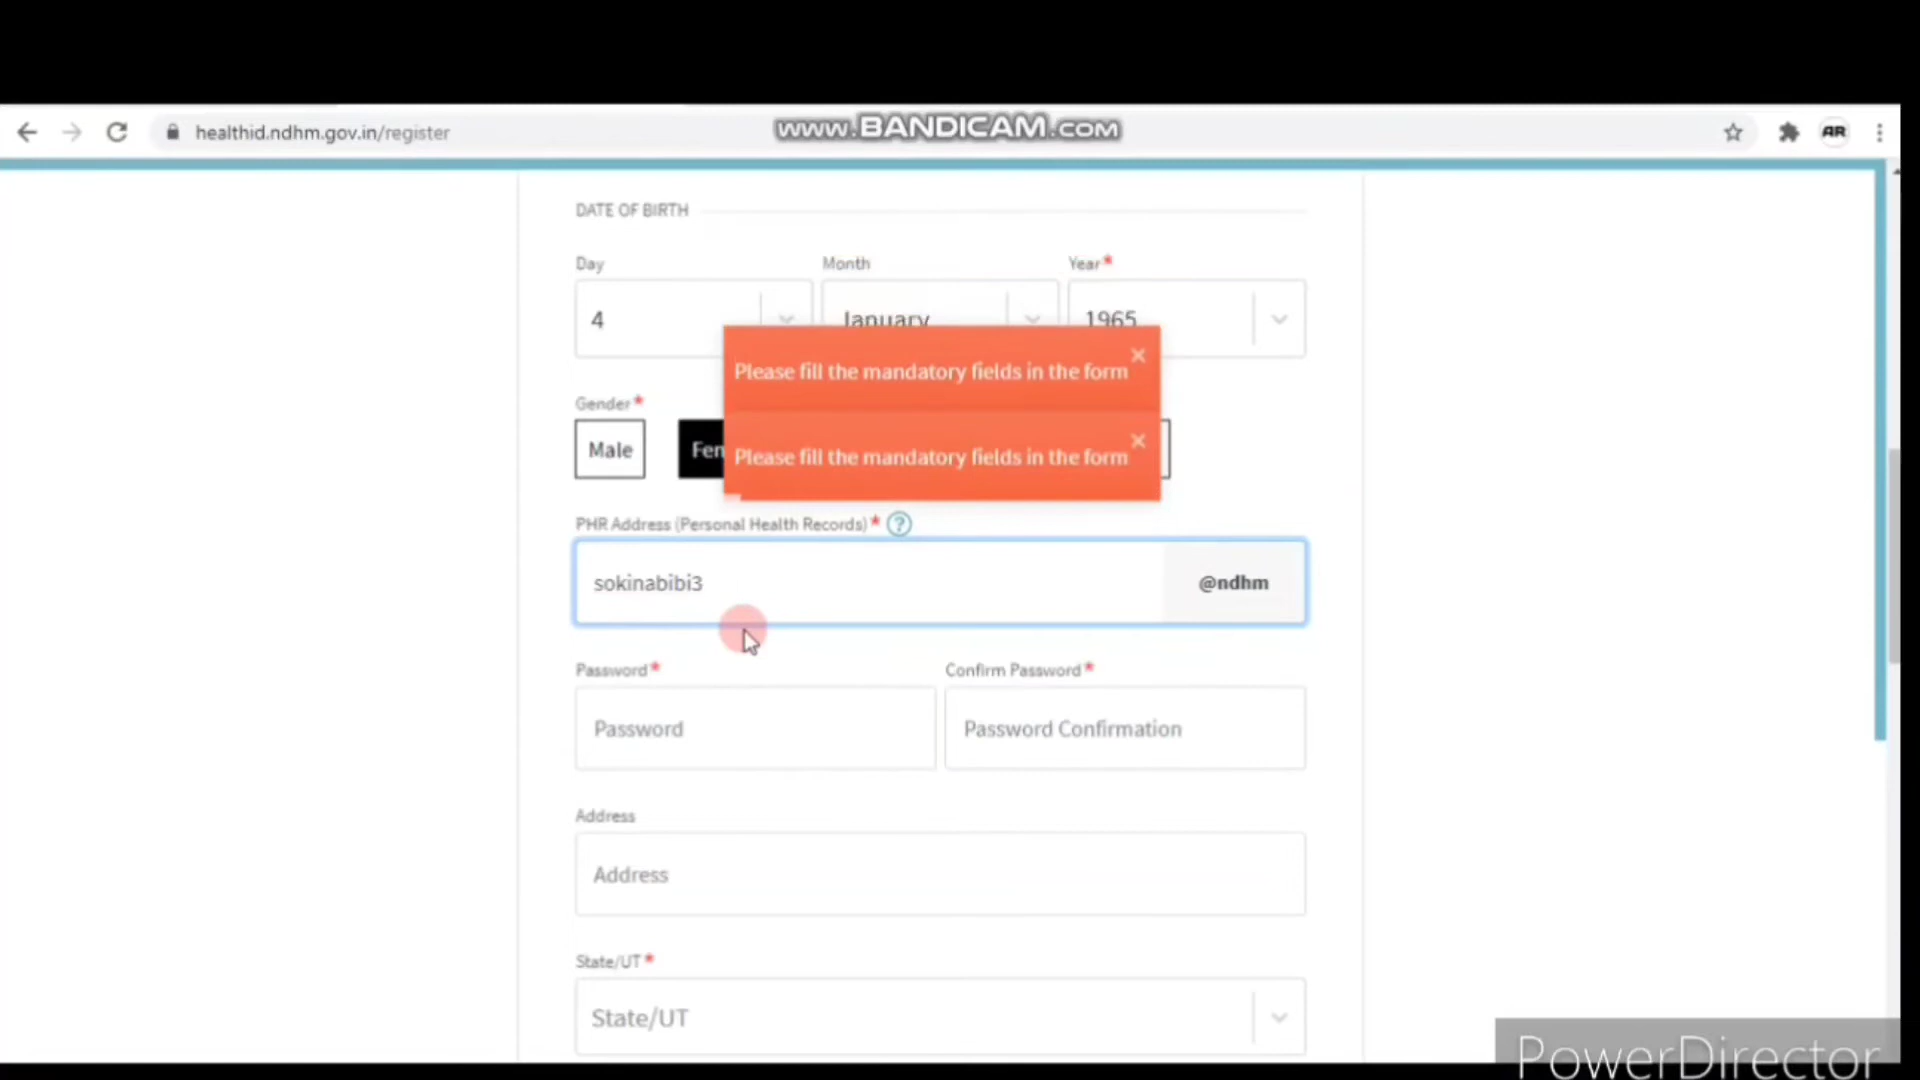 healthid.ndhm.gov.in/register
www.BANDICAM.com
AR
DATE OF BIRTH
Day
Month
Year*
4
January
1965
Please fill the mandatory fields in the form
Gender*
Male
Fem
Please fill the mandatory fields in the form
PHR Address (Personal Health Records)* ?
sokinabibi3
@ndhm
Password*
Confirm Password*
Password
Password Confirmation
Address
Address
State/UT*
State/UT
PowerDirector